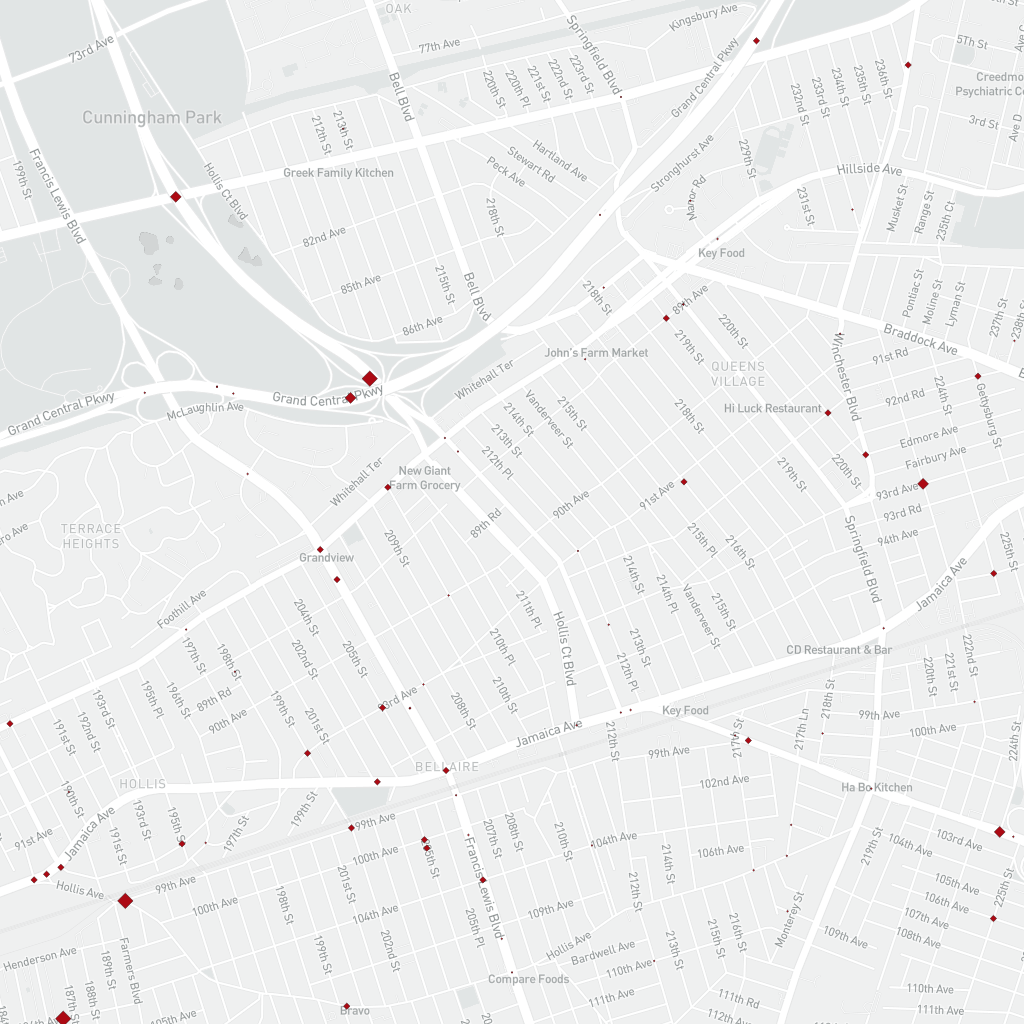 OAK
73rd Ave
77th Ave
Kingsbury Ave
Springfield Blvd
Bell Blvd
220th St
220th Pl
221st St
222nd St
223rd St
Grand Central Pkwy
232nd St
233rd St
234th St
235th St
236th St
5Th St
Ave C
Creedmo
Psychiatric Ce
3rd St
Ave D
Cunningham Park
212th St
213th St
Greek Family Kitchen
Hartland Ave
Stewart Rd
Peck Ave
Stronghurst Ave
229th St
Hillside Ave
199th St
Francis Lewis Blvd
Hollis Ct Blvd
218th St
Manor Rd
231st St
Musket St
Range St
235th Ct
82nd Ave
85th Ave
86th Ave
215th St
Bell Blvd
Key Food
218th St
89th Ave
220th St
219th St
Pontiac St
Moline St
Lyman St
237th St
238th St
Winchester Blvd
Braddock Ave
John's Farm Market
QUEENS
VILLAGE
91st Rd
92nd Rd
224th St
Gettysburg St
Grand Central Pkwy
McLaughlin Ave
Grand Central Pkwy
Whitehall Ter
Vanderveer St
215th St
214th St
213th St
212th Pl
218th St
Hi Luck Restaurant
Edmore Ave
Fairbury Ave
219th St
220th St
93rd Ave
93rd Rd
94th Ave
Whitehall Ter
New Giant
Farm Grocery
90th Ave
91st Ave
89th Rd
TERRACE
HEIGHTS
Grandview
209th St
215th Pl
216th St
Springfield Blvd
225th St
Jamaica Ave
Foothill Ave
204th St
211th Pl
214th St
214th Pl
Vanderveer St
215th St
205th St
202nd St
210th Pl
Hollis Ct Blvd
213th St
212th Pl
CD Restaurant & Bar
197th St
198th St
195th Pl
196th St
89th Rd
90th Ave
193rd St
192nd St
191st St
199th St
201st St
93rd Ave
208th St
210th St
Jamaica Ave
212th St
Key Food
217th St
217th Ln
218th St
220th St
221st St
222nd St
99th Ave
100th Ave
224th St
99th Ave
102nd Ave
HOLLIS
BELLAIRE
190th St
193rd St
195th St
191st St
197th St
199th St
91st Ave
Jamaica Ave
Hollis Ave
99th Ave
100th Ave
99th Ave
100th Ave
207th St
208th St
210th St
104th Ave
106th Ave
214th St
212th St
Ha Bo Kitchen
219th St
103rd Ave
104th Ave
105th Ave
106th Ave
107th Ave
108th Ave
109th Ave
225th St
Francis Lewis Blvd
201st St
198th St
104th Ave
109th Ave
205th Pl
202nd St
199th St
Farmers Blvd
189th St
188th St
187th St
Henderson Ave
Hollis Ave
Bardwell Ave
110th Ave
111th Ave
213th St
215th St
216th St
Monterey St
Compare Foods
Bravo
105th Ave
204th St
111th Rd
112th Ave
110th Ave
111th Ave